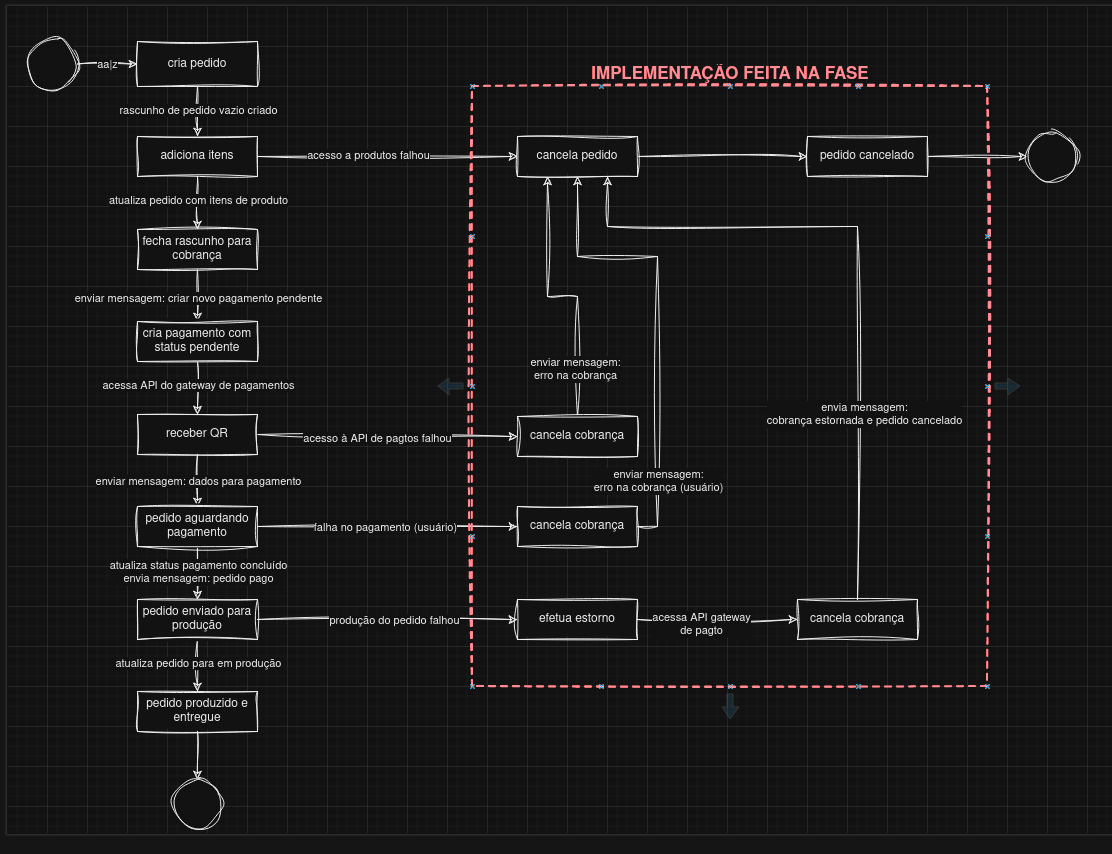 IMPLEMENTAÇÃO FEITA NA FASE
aa|z
cria pedido
rascunho de pedido vazio criado
adiciona itens
acesso a produtos falhou
cancela pedido
pedido cancelado
atualiza pedido com itens de produto
fecha rascunho para
cobrança
enviar mensagem: criar novo pagamento pendente
cria pagamento com
status pendente
enviar mensagem:
erro na cobrança
acessa API do gateway de pagamentos
envia mensagem:
cobrança estornada e pedido cancelado
receber QR
acesso à API de pagtos falhou
cancela cobrança
enviar mensagem: dados para pagamento
enviar mensagem:
erro na cobrança (usuário)
pedido aguardando
pagamento
falha no pagamento (usuário)
cancela cobrança
atualiza status pagamento concluído
envia mensagem: pedido pago
pedido enviado para
produção
produção do pedido falhou
efetua estorno
acessa API gateway
de pagto
cancela cobrança
atualiza pedido para em produção
pedido produzido e
entregue